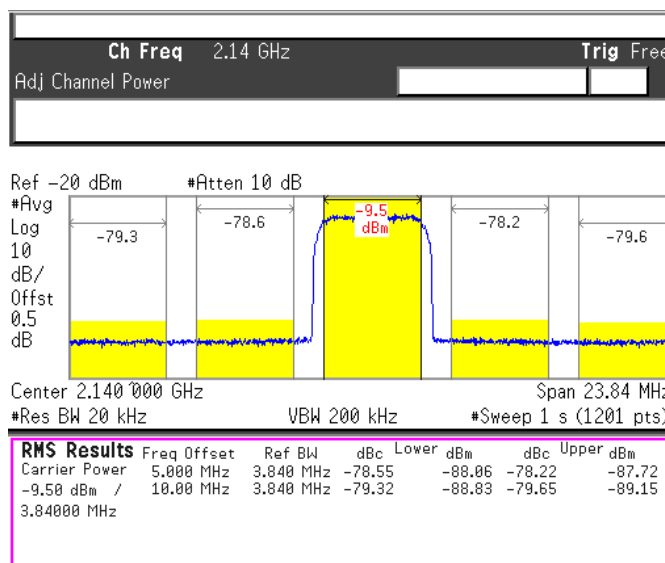 Ch Freq 2.14 GHz Trig Free
Adj Channel Power
Ref -20 dBm #Atten 10 dB
#Avg
Log
10
dB/
Offst
0.5
dB
-79.3 -78.6 -9.5 dBm -78.2 -79.6
Center 2.140 000 GHz Span 23.84 MHz
#Res BW 20 kHz VBW 200 kHz #Sweep 1 s (1201 pts)
RMS Results Freq Offset Ref BW dBc Lower dBm dBc Upper dBm
Carrier Power 5.000 MHz 3.840 MHz -78.55 -88.06 -78.22 -87.72
-9.50 dBm / 10.00 MHz 3.840 MHz -79.32 -88.83 -79.65 -89.15
3.84000 MHz